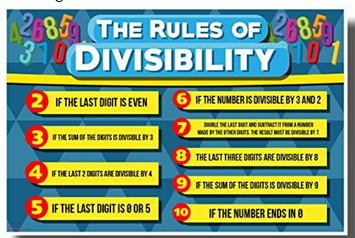 42685931 0
THE RULES OF
DIVISIBILITY
2 IF THE LAST DIGIT IS EVEN
3 IF THE SUM OF THE DIGITS IS DIVISIBLE BY 3
4 IF THE LAST 2 DIGITS ARE DIVISIBLE BY 4
5 IF THE LAST DIGIT IS 0 OR 5
6 IF THE NUMBER IS DIVISIBLE BY 3 AND 2
7 DOUBLE THE LAST DIGIT AND SUBTRACT IT FROM A NUMBER
MADE BY THE OTHER DIGITS. THE RESULT MUST BE DIVISIBLE BY 7.
8 THE LAST THREE DIGITS ARE DIVISIBLE BY 8
9 IF THE SUM OF THE DIGITS IS DIVISIBLE BY 9
10 IF THE NUMBER ENDS IN 0